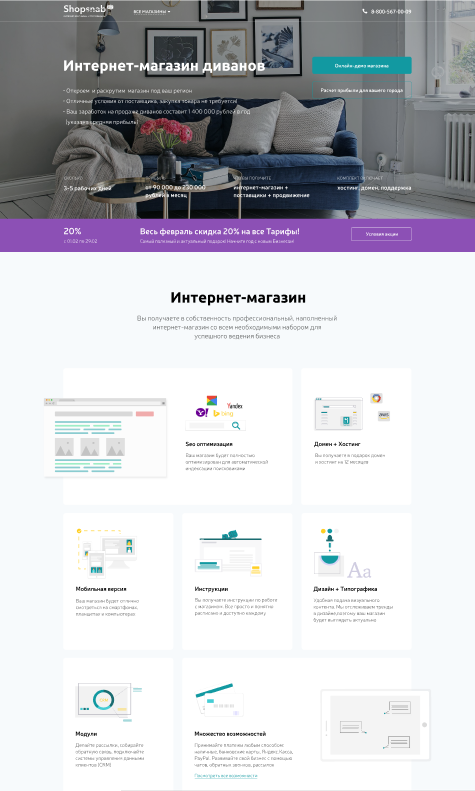 Shopsnab
ВСЕ МАГАЗИНЫ
8-800-567-00-09
Интернет-магазин диванов
Онлайн-демо магазина
- Откроем и раскрутим магазин под ваш регион
- Отличные условия от поставщика, закупка товара не требуется!
- Ваш заработок на продаже диванов составит 1 400 000 рублей в год
(указана средняя прибыль)
Расчет прибыли для вашего города
3-5 рабочих дней
от 90 000 до 230 000
рублей в месяц
интернет-магазин +
поставщики + продвижение
хостинг, домен, поддержка
20%
с 01.02 по 29.02
Весь февраль скидка 20% на все Тарифы!
Самый полезный и актуальный подарок! Начните год с новым бизнесом!
Условия акции
Интернет-магазин
Вы получаете в собственность профессиональный, наполненный
интернет-магазин со всем необходимыми набором для
успешного ведения бизнеса
Yandex
Y!
bing
Seo оптимизация
Ваш магазин будет полностью
оптимизирован для автоматической
индексации поисковиками
Домен + Хостинг
Вы получаете в подарок домен
и хостинг на 12 месяцев
Мобильная версия
Ваш магазин будет отлично
смотреться на смартфонах,
планшетах и компьютерах
Инструкции
Вы получаете инструкции по работе
с магазином. Все просто и понятно
расписано и доступно каждому
Aa
Дизайн + Типографика
Удобная подача визуального
контента. Мы отслеживаем тренды
в дизайне, поэтому ваш магазин
будет выглядеть актуально
Модули
Делайте рассылки, собирайте
обратную связь, подключайте
системы управления данными
клиентов (CRM)
Множество возможностей
Принимайте платежи любым способом:
наличные, банковские карты, Яндекс.Касса,
PayPal. Развивайте свой бизнес с помощью
чатов, обратных звонков, рассылок
Посмотреть все возможности